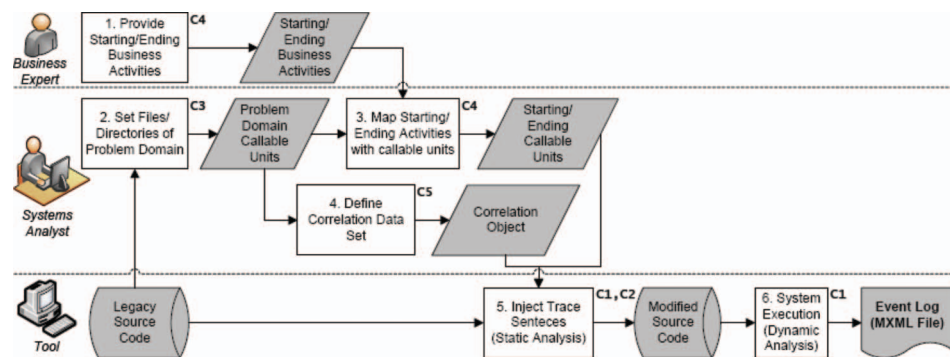 1. Provide
Starting/Ending
Business
Activities
C4
Starting/
Ending
Business
Activities
Business
Expert
2. Set Files/
Directories of
Problem Domain
C3
Problem
Domain
Callable
Units
3. Map Starting/
Ending Activities
with callable units
C4
Starting/
Ending
Callable
Units
4. Define
Correlation Data
Set
C5
Correlation
Object
Systems
Analyst
Legacy
Source
Code
5. Inject Trace
Senteces
(Static Analysis)
C1,C2
Modified
Source
Code
6. System
Execution
(Dynamic
Analysis)
C1
Event Log
(MXML File)
Tool